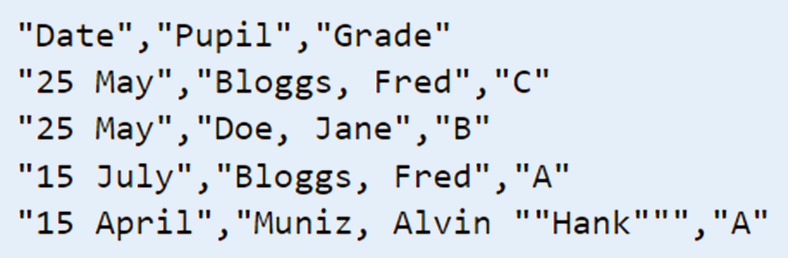 "Date","Pupil","Grade"
"25 May","Bloggs, Fred","C"
"25 May","Doe, Jane","B"
"15 July","Bloggs, Fred","A"
"15 April","Muniz, Alvin ""Hank""","A"